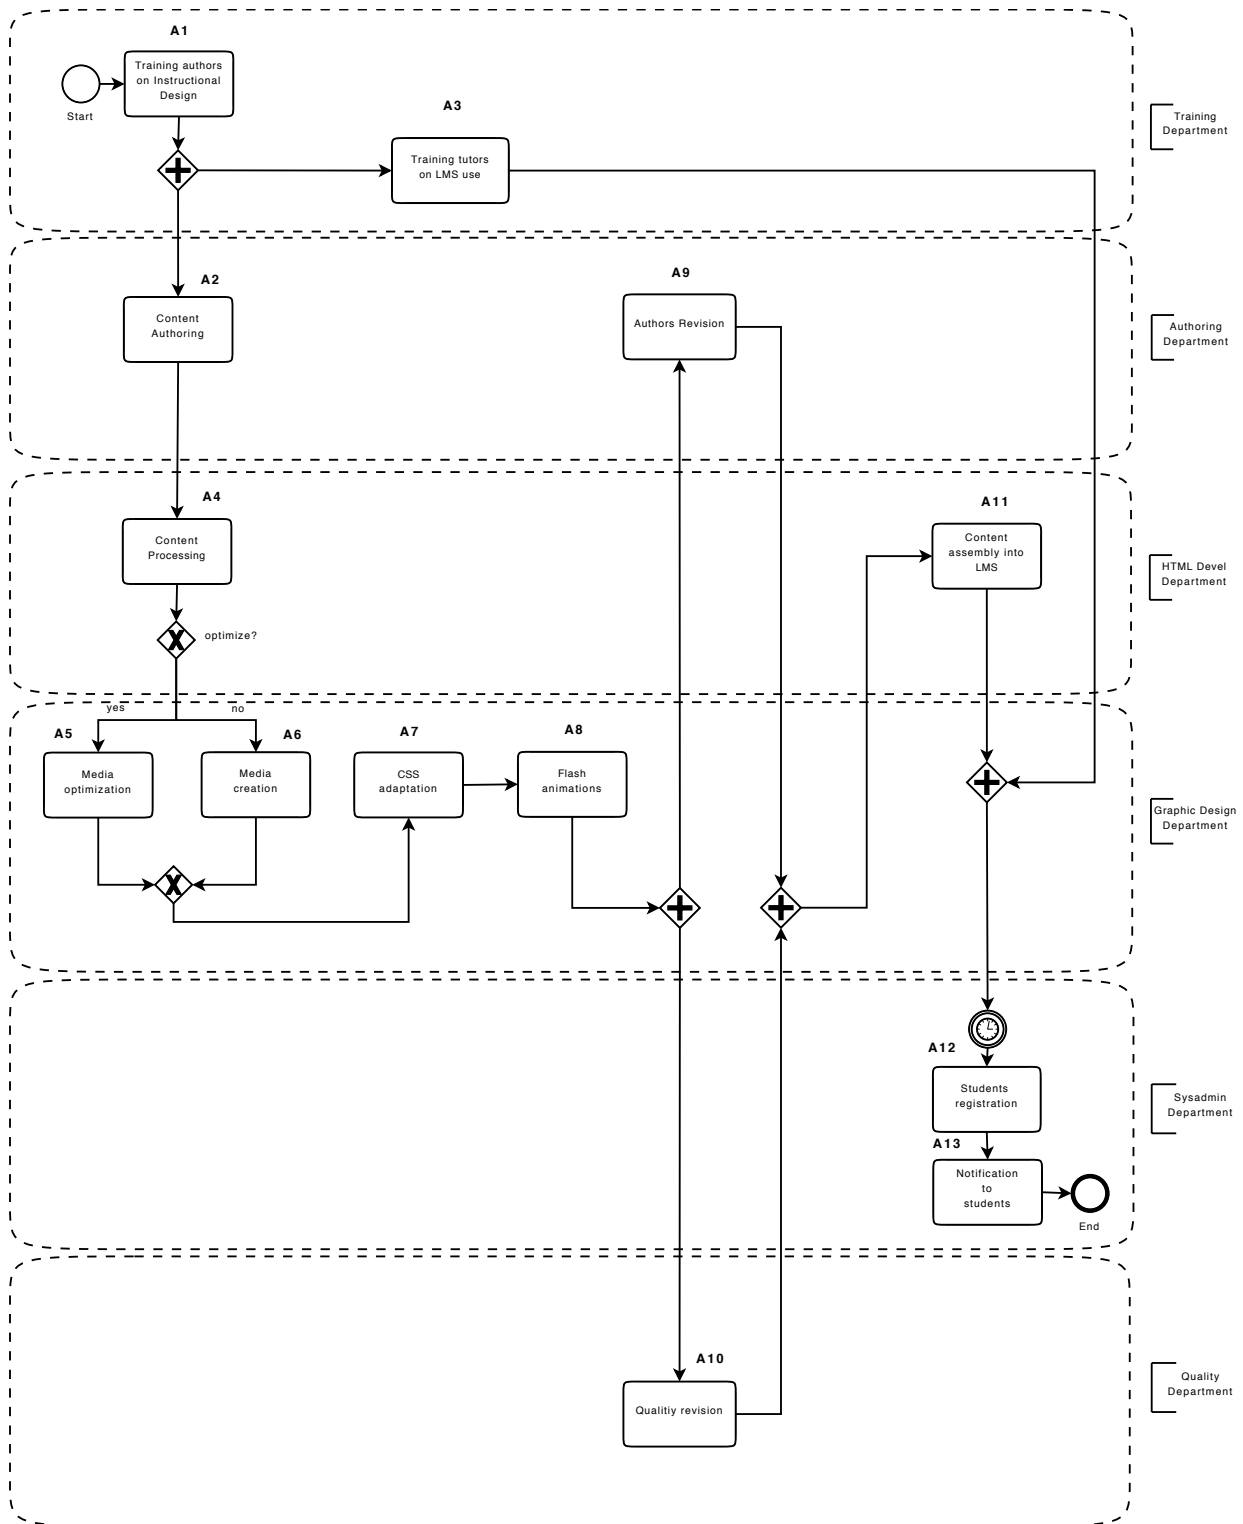 A1
Training authors
on Instructional
Design
Start
A3
Training tutors
on LMS use
Training
Department
A2
Content
Authoring
A9
Authors Revision
Authoring
Department
A4
Content
Processing
optimize?
A11
Content
assembly into
LMS
HTML Devel
Department
yes
no
A5
Media
optimization
A6
Media
creation
A7
CSS
adaptation
A8
Flash
animations
Graphic Design
Department
A12
Students
registration
A13
Notification
to
students
End
Sysadmin
Department
A10
Qualitiy revision
Quality
Department